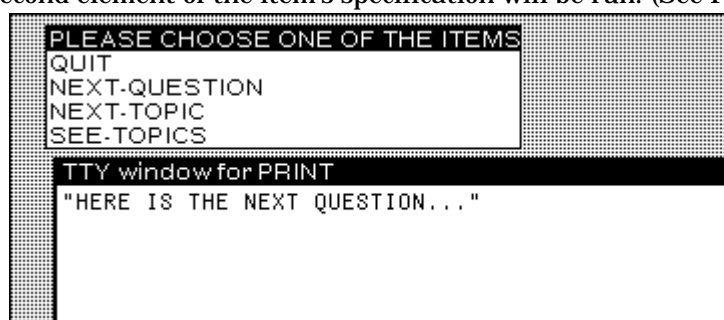 second element of the item's specification will be run. (See
PLEASE CHOOSE ONE OF THE ITEMS
QUIT
NEXT-QUESTION
NEXT-TOPIC
SEE-TOPICS
TTY window for PRINT
"HERE IS THE NEXT QUESTION..."